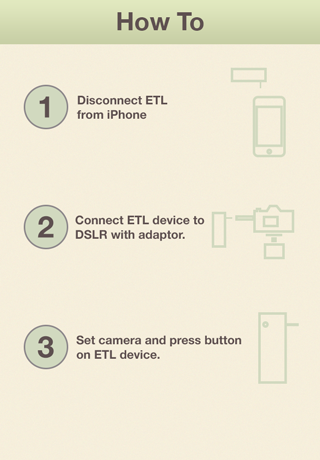 How To
1
Disconnect ETL
from iPhone
2
Connect ETL device to
DSLR with adaptor.
3
Set camera and press button
on ETL device.